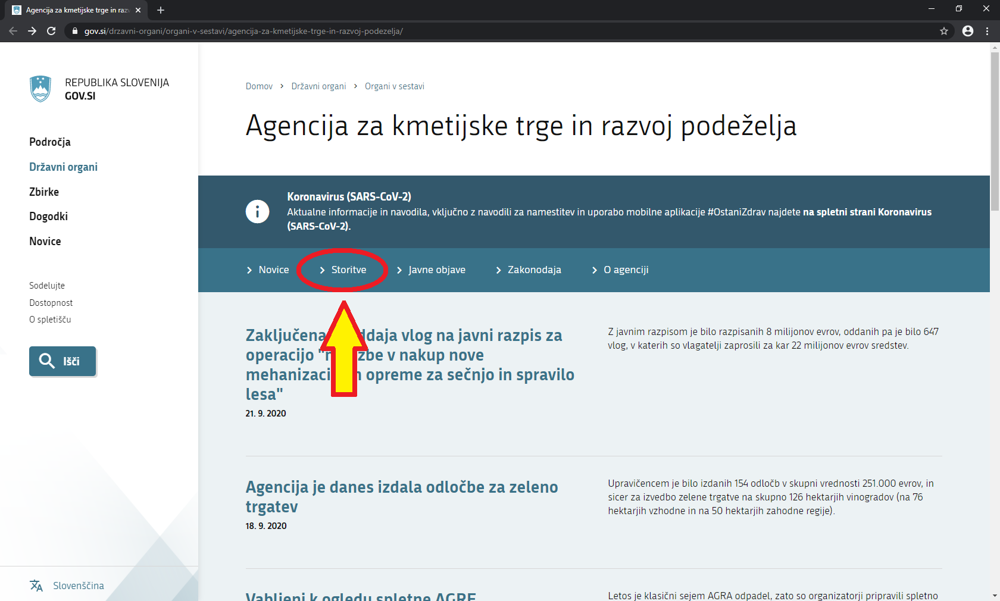 Agencija za kmetijske trge in razv
gov.si/drzavni-organi/organi-v-sestavi/agencija-za-kmetijske-trge-in-razvoj-podezelja/
REPUBLIKA SLOVENIJA
GOV.SI
Področja
Državni organi
Zbirke
Dogodki
Novice
Sodelujte
Dostopnost
O spletišču
Išči
Slovenščina
Domov > Državni organi > Organi v sestavi
Agencija za kmetijske trge in razvoj podeželja
Koronavirus (SARS-CoV-2)
Aktualne informacije in navodila, vključno z navodili za namestitev in uporabo mobilne aplikacije #OstaniZdrav najdete na spletni strani Koronavirus
(SARS-CoV-2).
> Novice > Storitve > Javne objave > Zakonodaja > O agenciji
Zaključena ddaja vlog na javni razpis za
operacijo "n žbe v nakup nove
mehanizaci n opreme za sečnjo in spravilo
lesa"
21. 9. 2020
Z javnim razpisom je bilo razpisanih 8 milijonov evrov, oddanih pa je bilo 647
vlog, v katerih so vlagatelji zaprosili za kar 22 milijonov evrov sredstev.
Agencija je danes izdala odločbe za zeleno
trgatev
18. 9. 2020
Upravičencem je bilo izdanih 154 odločb v skupni vrednosti 251.000 evrov, in
sicer za izvedbo zelene trgatve na skupno 126 hektarjih vinogradov (na 76
hektarjih vzhodne in na 50 hektarjih zahodne regije).
Vabljeni k ogledu spletne AGRE
Letos je klasični sejem AGRA odpadel, zato so organizatorji pripravili spletno